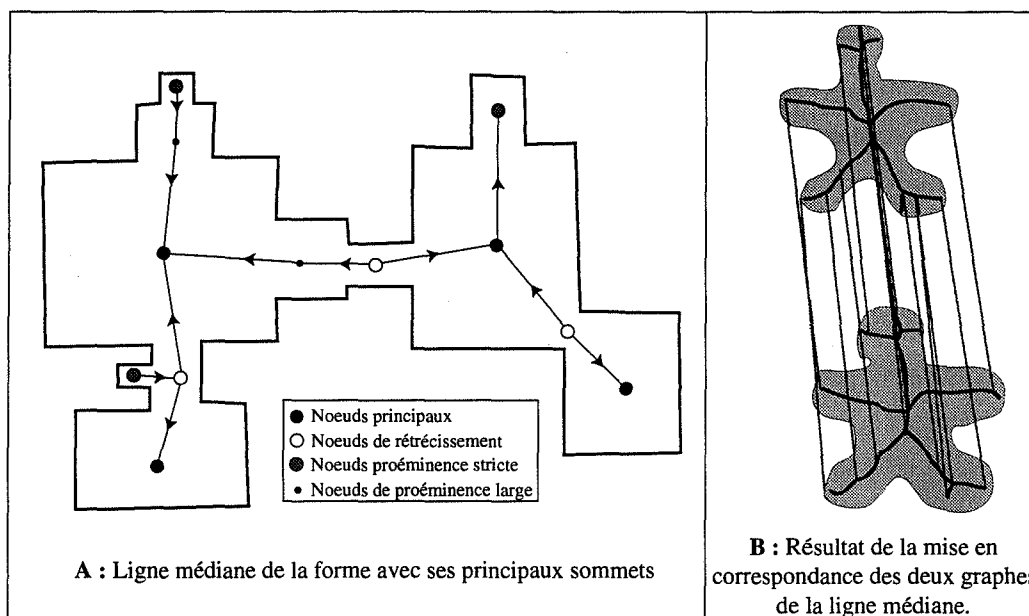 Noeuds principaux
Noeuds de rétrécissement
Noeuds proéminence stricte
Noeuds de proéminence large
A : Ligne médiane de la forme avec ses principaux sommets
B : Résultat de la mise en
correspondance des deux graphes
de la ligne médiane.